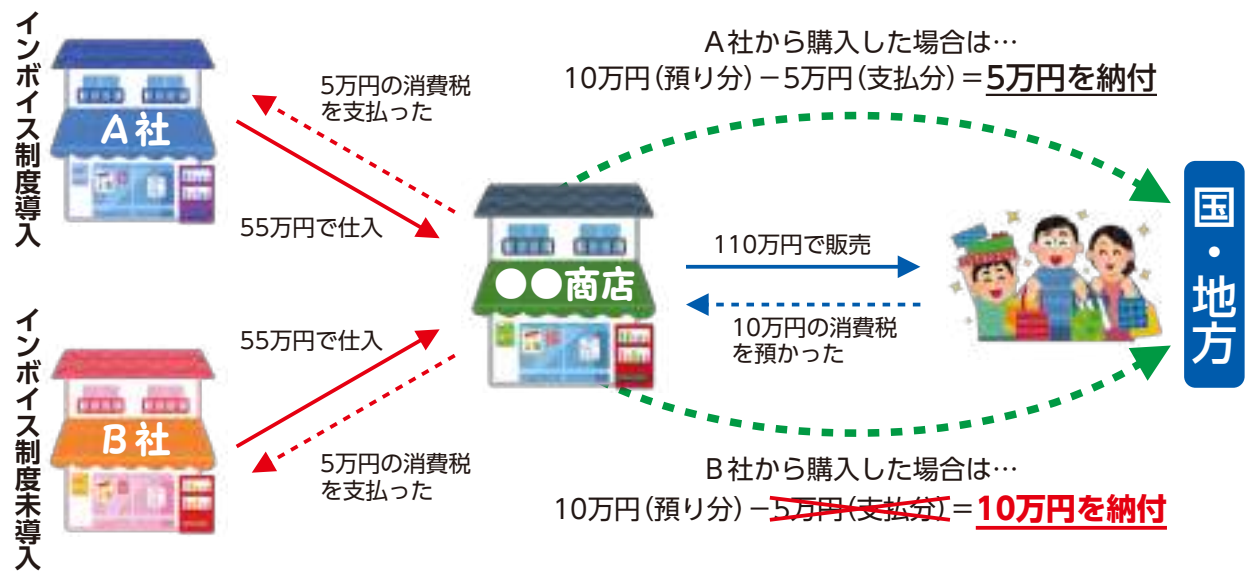 インボイス制度導入
A社
5万円の消費税
を支払った
55万円で仕入
A社から購入した場合は…
10万円(預り分)−5万円(支払分)=5万円を納付
●●商店
110万円で販売
10万円の消費税
を預かった
国・地方
インボイス制度未導入
B社
55万円で仕入
5万円の消費税
を支払った
B社から購入した場合は…
10万円(預り分)−5万円(支払分)=10万円を納付